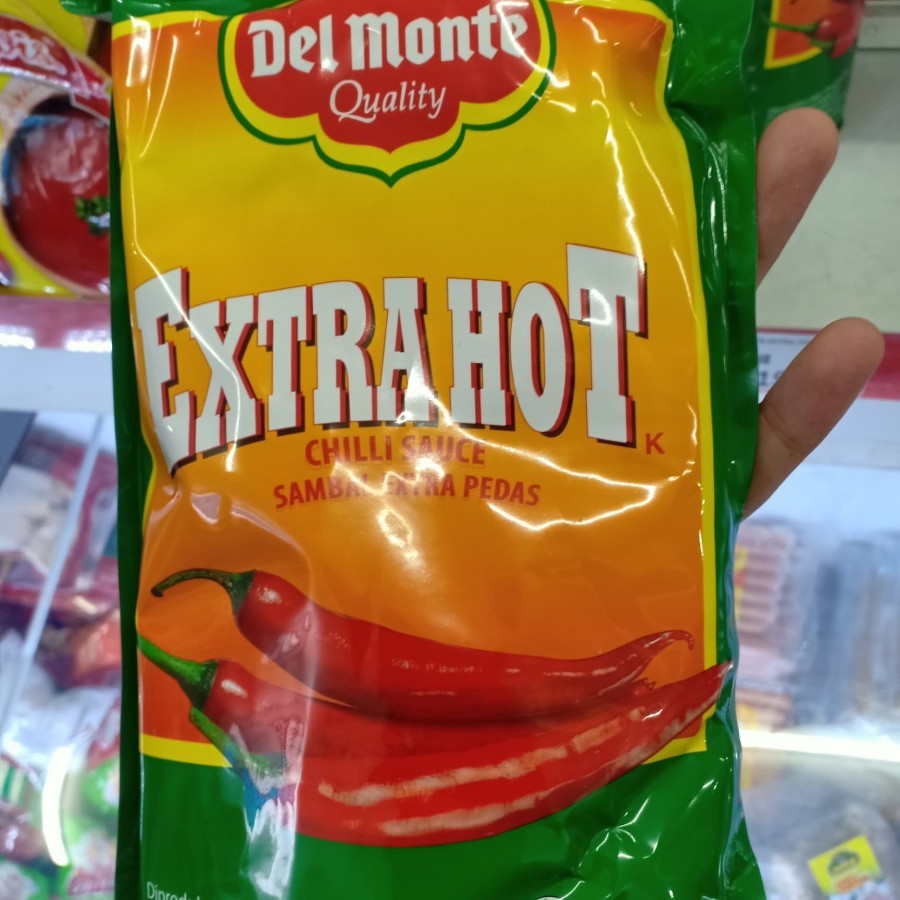 Del Monte
Quality
EXTRA HOT
K
CHILLI SAUCE
SAMBAL EXTRA PEDAS